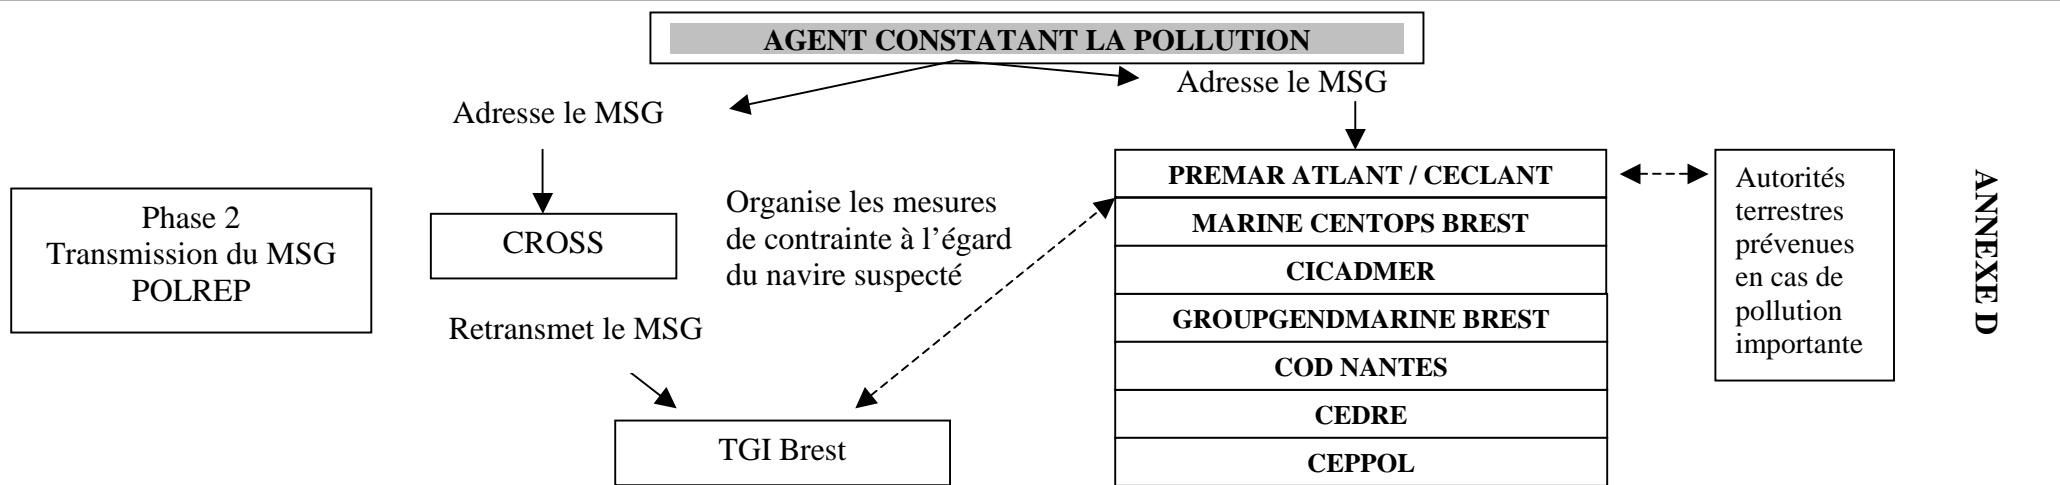 AGENT CONSTATANT LA POLLUTION
Adresse le MSG
Adresse le MSG
Phase 2
Transmission du MSG
POLREP
CROSS
Retransmet le MSG
Organise les mesures
de contrainte à l’égard
du navire suspecté
TGI Brest
PREMAR ATLANT / CECLANT
MARINE CENTOPS BREST
CICADMER
GROUPGENDMARINE BREST
COD NANTES
CEDRE
CEPPOL
Autorités
terrestres
prévenues
en cas de
pollution
importante
ANNEXE D